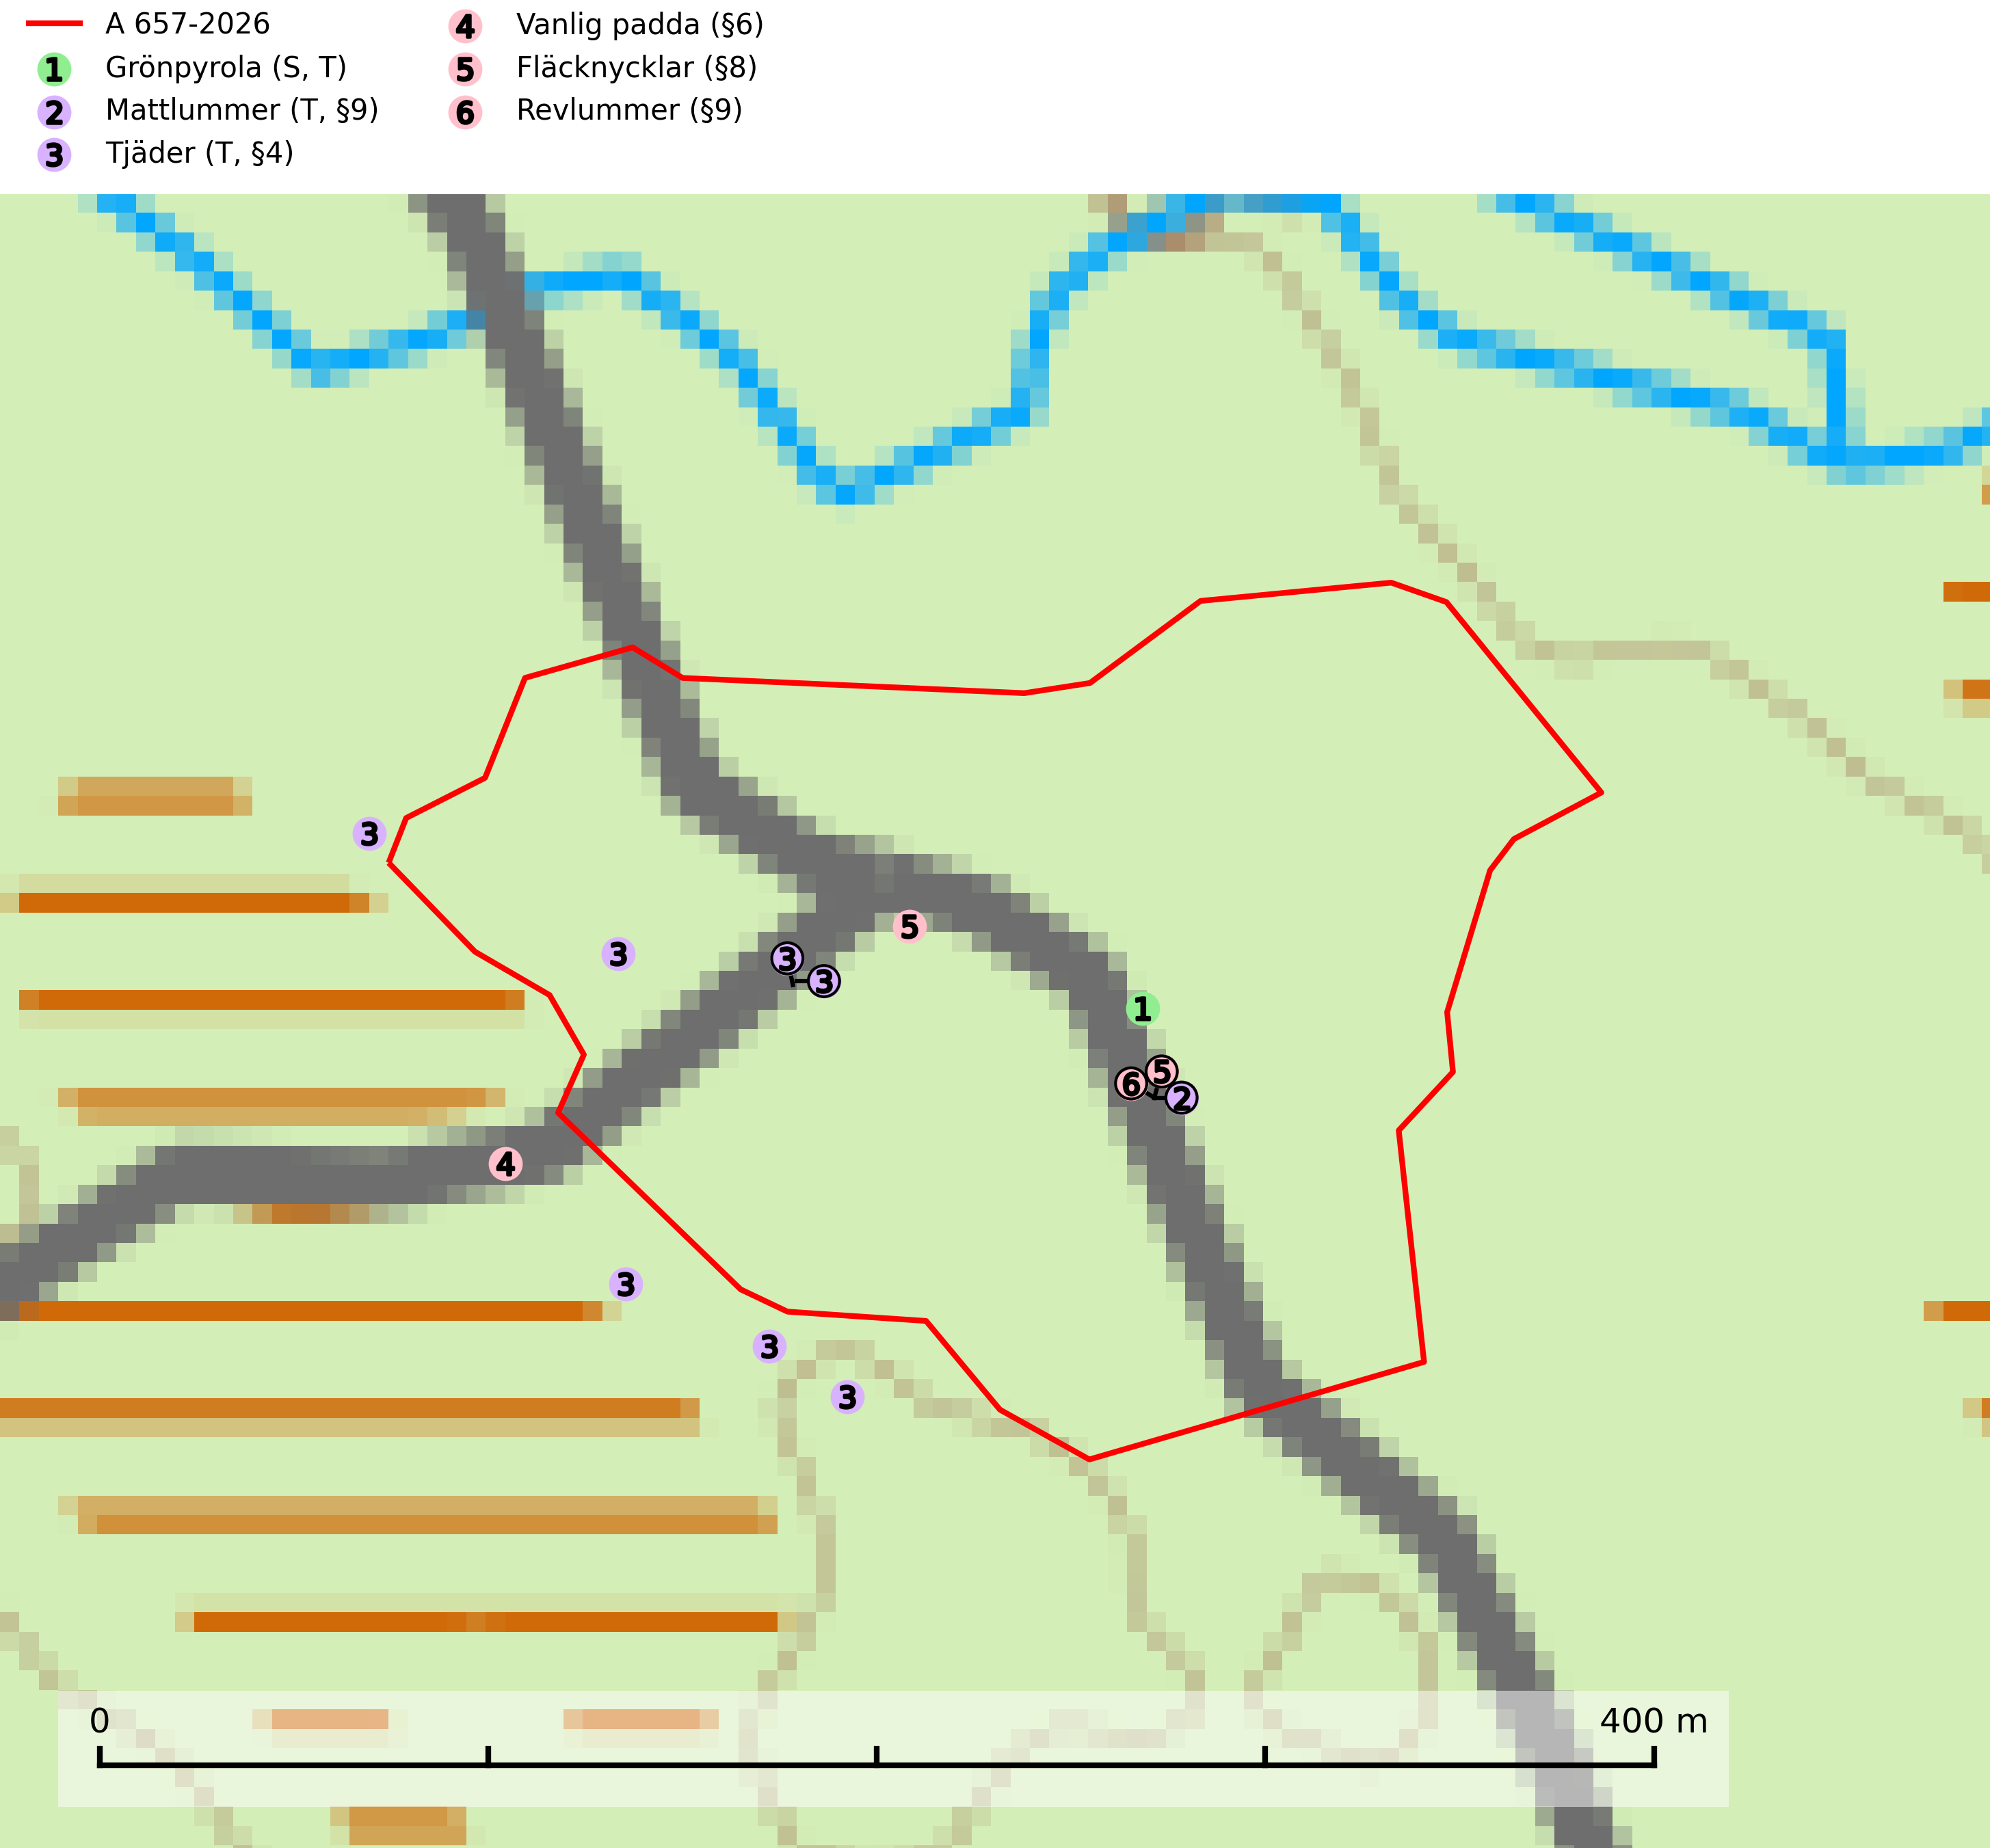 A 657-2026
1 Grönpyrola (S, T)
2 Mattlummer (T, §9)
3 Tjäder (T, §4)
4 Vanlig padda (§6)
5 Fläcknycklar (§8)
6 Revlummer (§9)
3
3
3
3
5
1
5
6
2
4
3
3
3
0
400 m